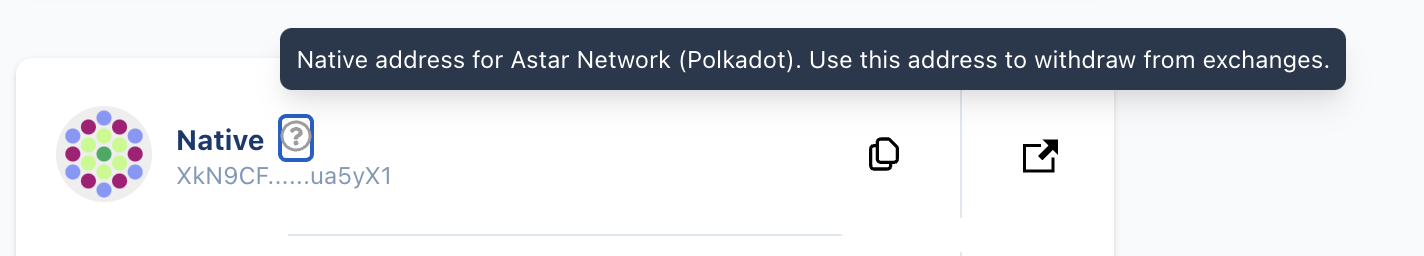 Native address for Astar Network (Polkadot). Use this address to withdraw from exchanges.
Native ?
XkN9CF......ua5yX1